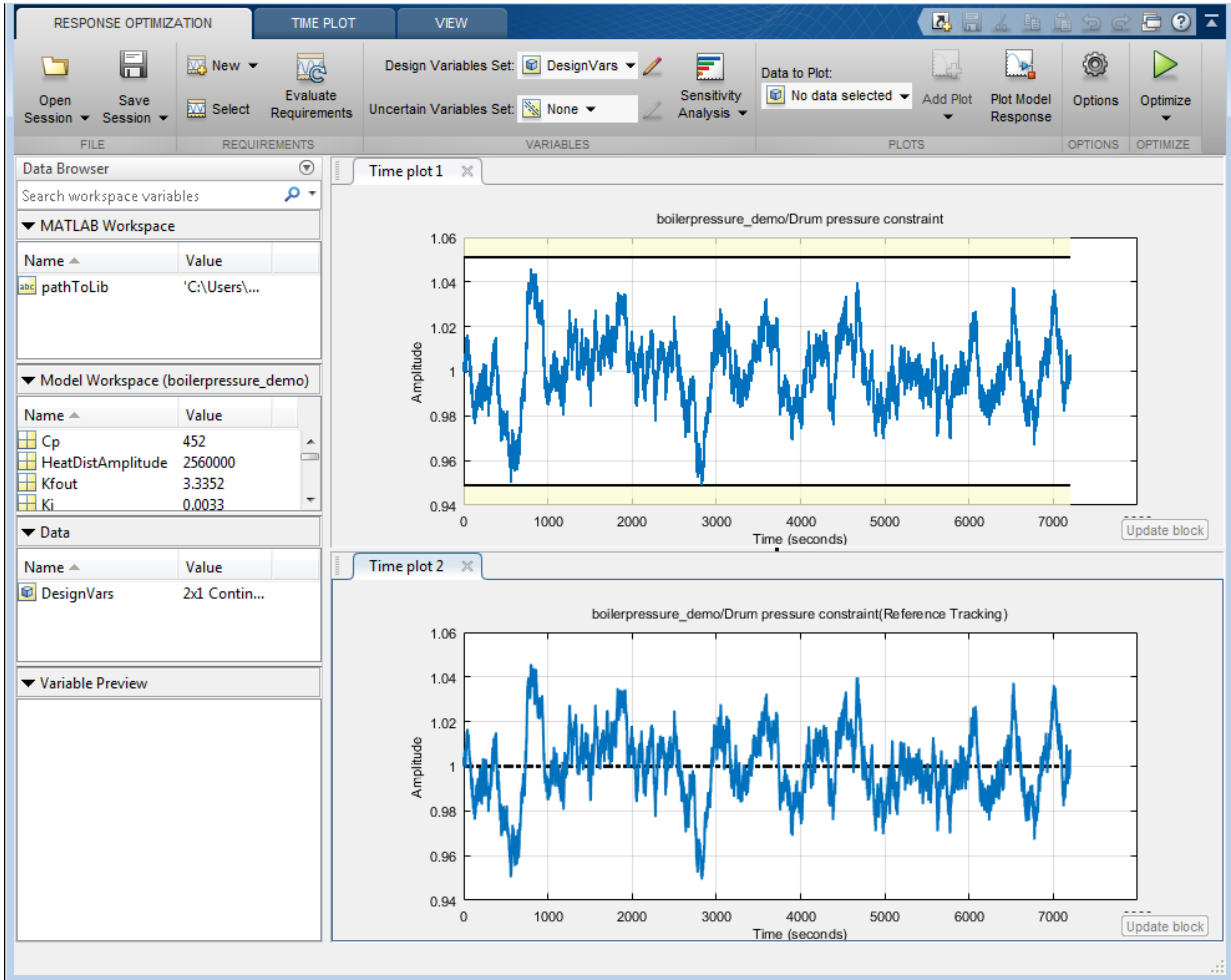 RESPONSE OPTIMIZATION TIME PLOT VIEW
Open Session Save Session
New
Select
Evaluate Requirements
Design Variables Set: DesignVars
Uncertain Variables Set: None
Sensitivity Analysis
Data to Plot:
No data selected
Add Plot
Plot Model Response
Options
Optimize
FILE REQUIREMENTS VARIABLES PLOTS OPTIONS OPTIMIZE
Data Browser
Search workspace variables
MATLAB Workspace
Name Value
abc pathToLib 'C:\Users\...
Model Workspace (boilerpressure_demo)
Name Value
Cp 452
HeatDistAmplitude 2560000
Kfout 3.3352
Ki 0.0033
Data
Name Value
DesignVars 2x1 Contin...
Variable Preview
Time plot 1
boilerpressure_demo/Drum pressure constraint
1.06
1.04
1.02
1
0.98
0.96
0.94
Amplitude
0 1000 2000 3000 4000 5000 6000 7000
Time (seconds)
Update block
Time plot 2
boilerpressure_demo/Drum pressure constraint(Reference Tracking)
1.06
1.04
1.02
1
0.98
0.96
0.94
Amplitude
0 1000 2000 3000 4000 5000 6000 7000
Time (seconds)
Update block